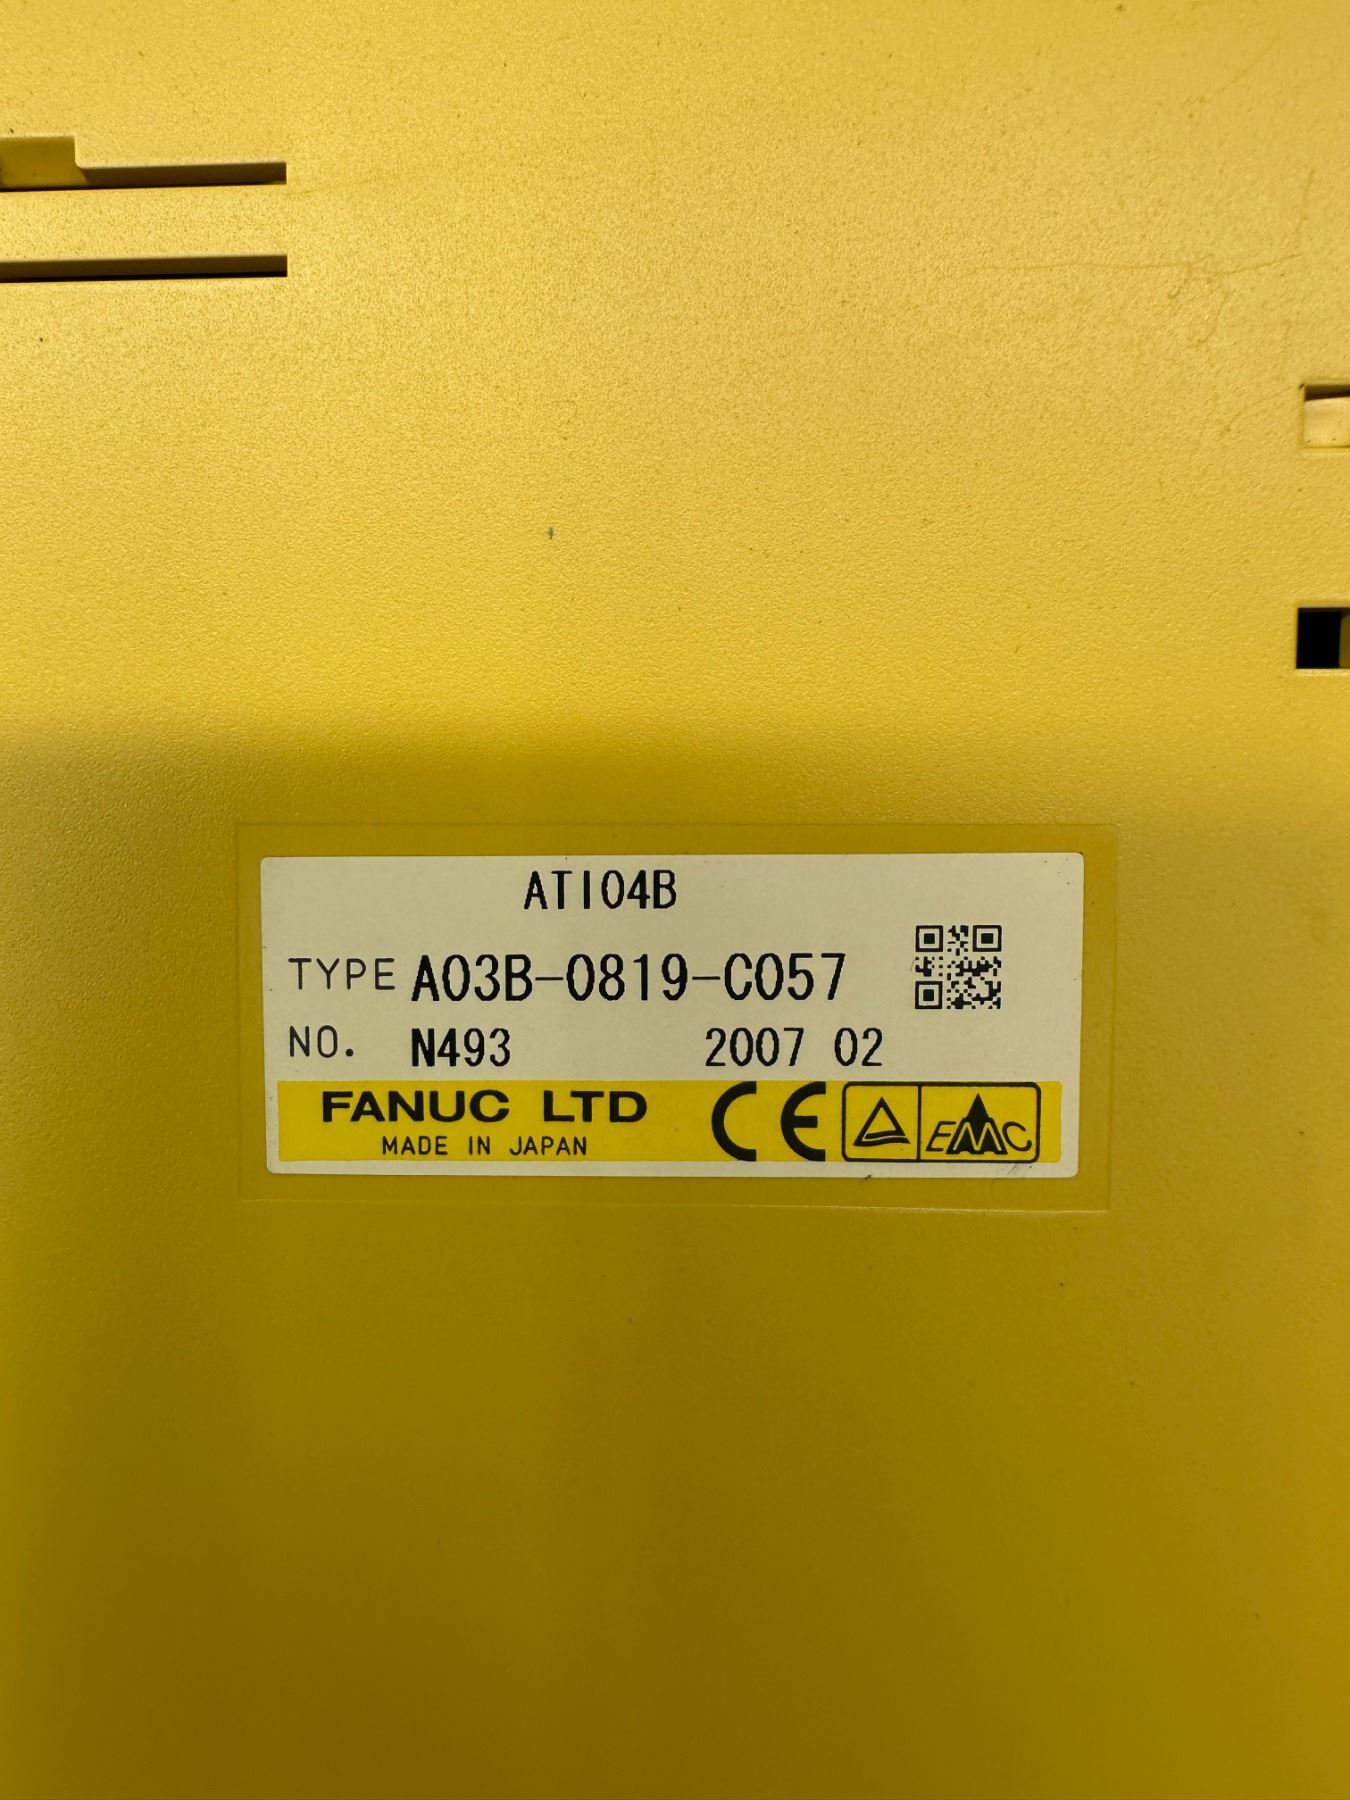 ATI04B
TYPE A03B-0819-C057
NO. N493 2007 02
FANUC LTD
MADE IN JAPAN
CE EMC